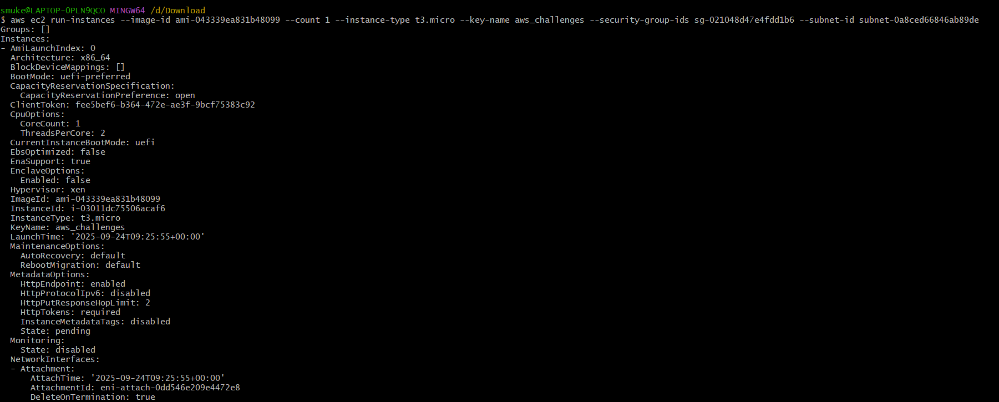 smuke@LAPTOP-0PLN9QCO MINGW64 /d/Download
$ aws ec2 run-instances --image-id ami-043339ea831b48099 --count 1 --instance-type t3.micro --key-name aws_challenges --security-group-ids sg-021048d47e4fdd1b6 --subnet-id subnet-0a8ced66846ab89de
Groups: []
Instances:
- AmiLaunchIndex: 0
  Architecture: x86_64
  BlockDeviceMappings: []
  BootMode: uefi-preferred
  CapacityReservationSpecification:
    CapacityReservationPreference: open
  ClientToken: fee5bef6-b364-472e-ae3f-9bcf75383c92
  CpuOptions:
    CoreCount: 1
    ThreadsPerCore: 2
  CurrentInstanceBootMode: uefi
  EbsOptimized: false
  EnaSupport: true
  EnclaveOptions:
    Enabled: false
  Hypervisor: xen
  ImageId: ami-043339ea831b48099
  InstanceId: i-03011dc75506acaf6
  InstanceType: t3.micro
  KeyName: aws_challenges
  LaunchTime: '2025-09-24T09:25:55+00:00'
  MaintenanceOptions:
    AutoRecovery: default
    RebootMigration: default
  MetadataOptions:
    HttpEndpoint: enabled
    HttpProtocolIpv6: disabled
    HttpPutResponseHopLimit: 2
    HttpTokens: required
    InstanceMetadataTags: disabled
    State: pending
  Monitoring:
    State: disabled
  NetworkInterfaces:
  - Attachment:
      AttachTime: '2025-09-24T09:25:55+00:00'
      AttachmentId: eni-attach-0dd546e209e4472e8
      DeleteOnTermination: true